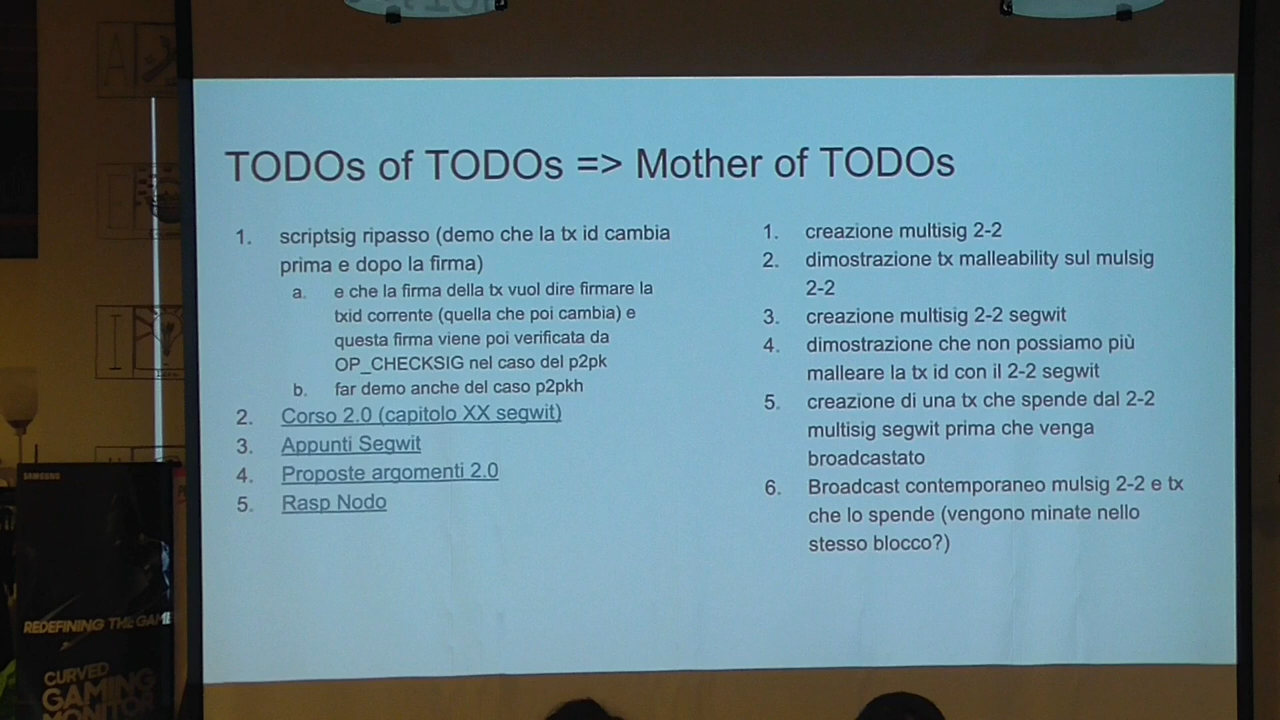 TODOs of TODOs => Mother of TODOs
1. scriptsig ripasso (demo che la tx id cambia
prima e dopo la firma)
a. e che la firma della tx vuol dire firmare la
txid corrente (quella che poi cambia) e
questa firma viene poi verificata da
OP_CHECKSIG nel caso del p2pk
b. far demo anche del caso p2pkh
2. Corso 2.0 (capitolo XX segwit)
3. Appunti Segwit
4. Proposte argomenti 2.0
5. Rasp Nodo
1. creazione multisig 2-2
2. dimostrazione tx malleability sul mulsig
2-2
3. creazione multisig 2-2 segwit
4. dimostrazione che non possiamo più
malleare la tx id con il 2-2 segwit
5. creazione di una tx che spende dal 2-2
multisig segwit prima che venga
broadcastato
6. Broadcast contemporaneo mulsig 2-2 e tx
che lo spende (vengono minate nello
stesso blocco?)
SAMSUNG
REDEFINING THE GAME
CURVED
GAMING
MONITOR